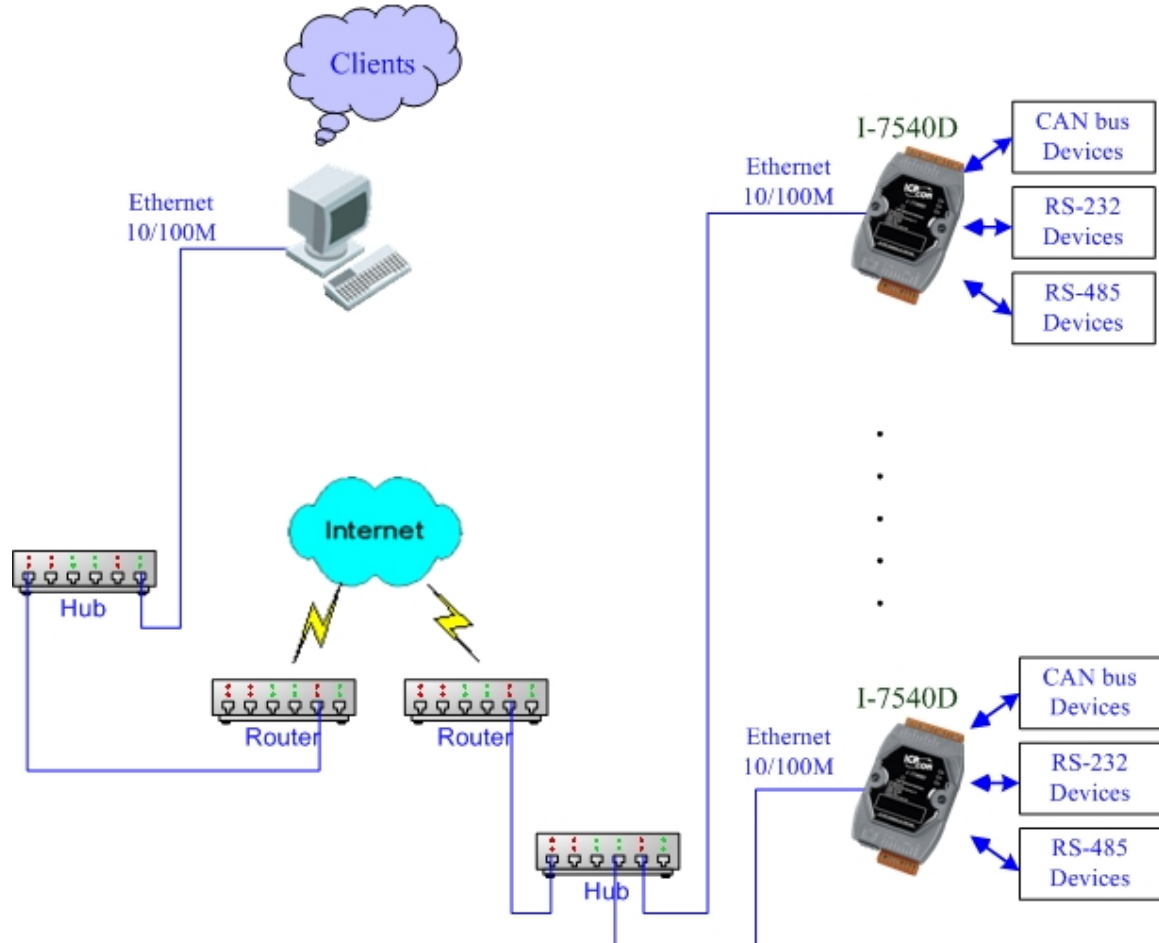 Clients
Ethernet
10/100M
I-7540D
Ethernet
10/100M
CAN bus
Devices
RS-232
Devices
RS-485
Devices
Internet
Hub
Router
Router
Hub
I-7540D
Ethernet
10/100M
CAN bus
Devices
RS-232
Devices
RS-485
Devices